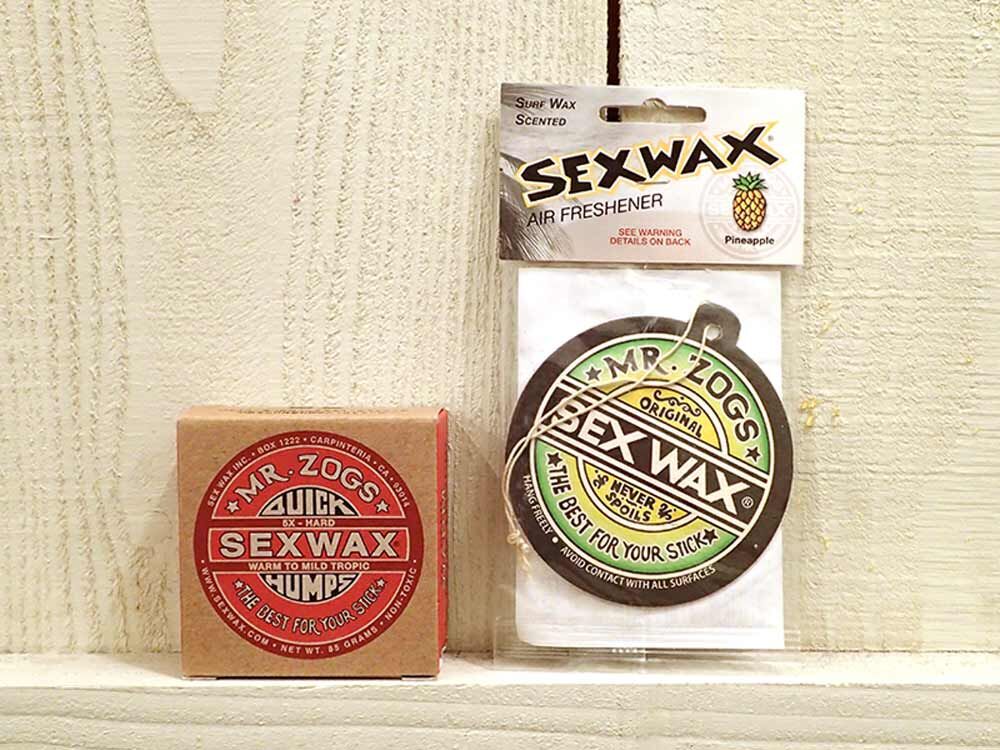 SEX WAX INC. • BOX 1222 • CARPINTERIA • CA • 93014
MR. ZOGS
QUICK
5X - HARD
SEXWAX®
WARM TO MILD TROPIC
HUMPS
THE BEST FOR YOUR STICK
WWW.SEXWAX.COM • NET WT. 85 GRAMS • NON-TOXIC
SURF WAX
SCENTED
SEXWAX®
AIR FRESHENER
SEE WARNING
DETAILS ON BACK
Pineapple
MR. ZOGS
ORIGINAL
SEX WAX®
NEVER
SPOILS
THE BEST FOR YOUR STICK
HANG FREELY • AVOID CONTACT WITH ALL SURFACES